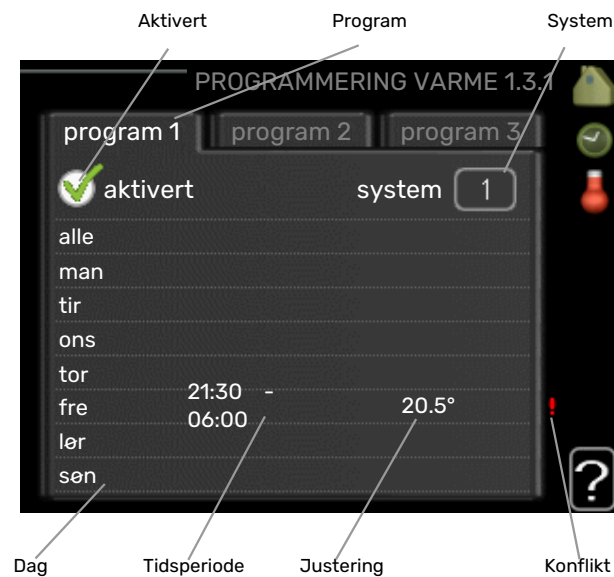 Aktivert Program System
PROGRAMMERING VARME 1.3.1
program 1 program 2 program 3
aktivert system 1
alle
man
tir
ons
tor
fre 21:30 - 06:00 20.5° !
lør
søn
?
Dag Tidsperiode Justering Konflikt